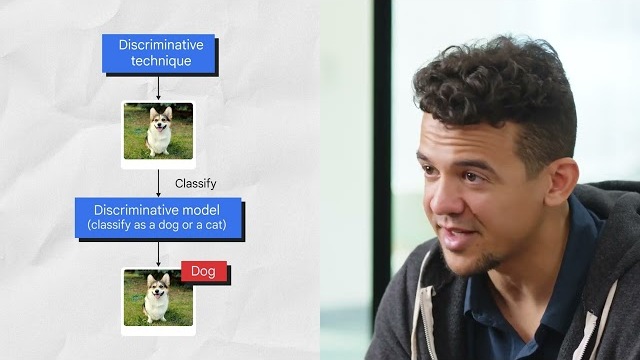 Discriminative
technique
Classify
Discriminative model
(classify as a dog or a cat)
Dog